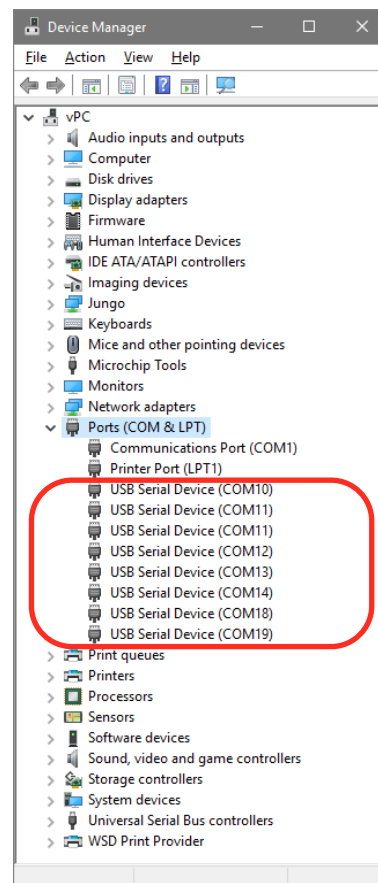 Device Manager
File Action View Help
vPC
Audio inputs and outputs
Computer
Disk drives
Display adapters
Firmware
Human Interface Devices
IDE ATA/ATAPI controllers
Imaging devices
Jungo
Keyboards
Mice and other pointing devices
Microchip Tools
Monitors
Network adapters
Ports (COM & LPT)
Communications Port (COM1)
Printer Port (LPT1)
USB Serial Device (COM10)
USB Serial Device (COM11)
USB Serial Device (COM11)
USB Serial Device (COM12)
USB Serial Device (COM13)
USB Serial Device (COM14)
USB Serial Device (COM18)
USB Serial Device (COM19)
Print queues
Printers
Processors
Sensors
Software devices
Sound, video and game controllers
Storage controllers
System devices
Universal Serial Bus controllers
WSD Print Provider